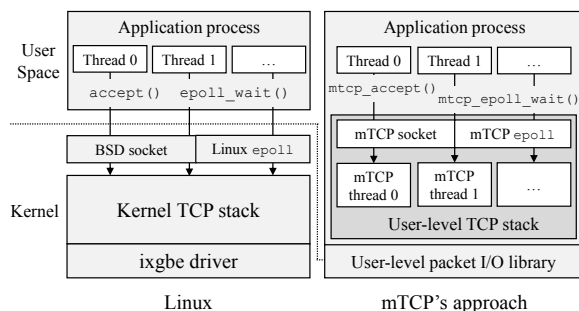 Application process
Thread 0 Thread 1 ...
accept() epoll_wait()
BSD socket Linux epoll
Kernel TCP stack
ixgbe driver
Linux
User
Space
Kernel
Application process
Thread 0 Thread 1 ...
mtcp_accept()
mtcp_epoll_wait()
mTCP socket mTCP epoll
mTCP
thread 0
mTCP
thread 1
...
User-level TCP stack
User-level packet I/O library
mTCP's approach